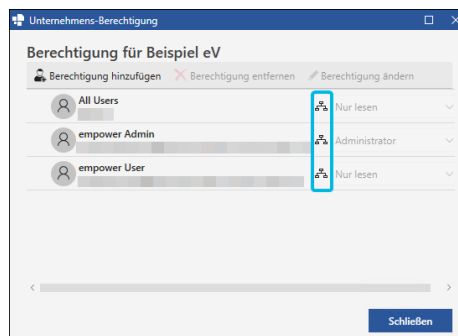 Unternehmens-Berechtigung
Berechtigung für Beispiel eV
Berechtigung hinzufügen Berechtigung entfernen Berechtigung ändern
All Users
Nur lesen
empower Admin
Administrator
empower User
Nur lesen
Schließen